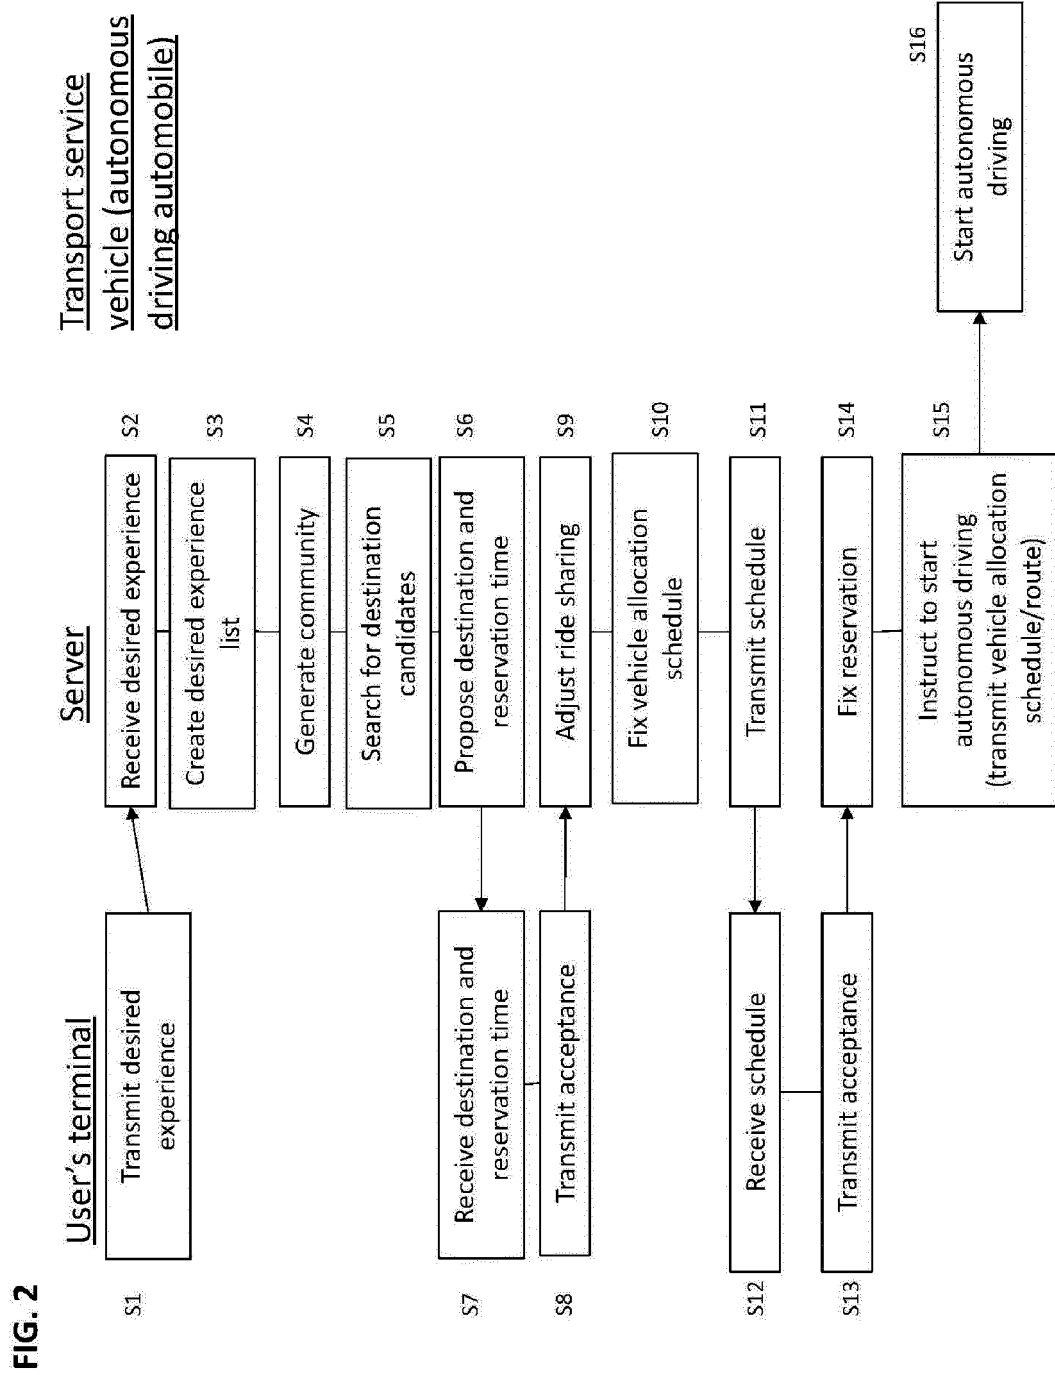 FIG. 2
User's terminal
Server
Transport service
vehicle (autonomous
driving automobile)
S1
Transmit desired
experience
Receive desired experience
S2
Create desired experience
list
S3
Generate community
S4
Search for destination
candidates
S5
Propose destination and
reservation time
S6
S7
Receive destination and
reservation time
S8
Transmit acceptance
Adjust ride sharing
S9
Fix vehicle allocation
schedule
S10
Transmit schedule
S11
S12
Receive schedule
S13
Transmit acceptance
Fix reservation
S14
Instruct to start
autonomous driving
(transmit vehicle allocation
schedule/route)
S15
Start autonomous
driving
S16